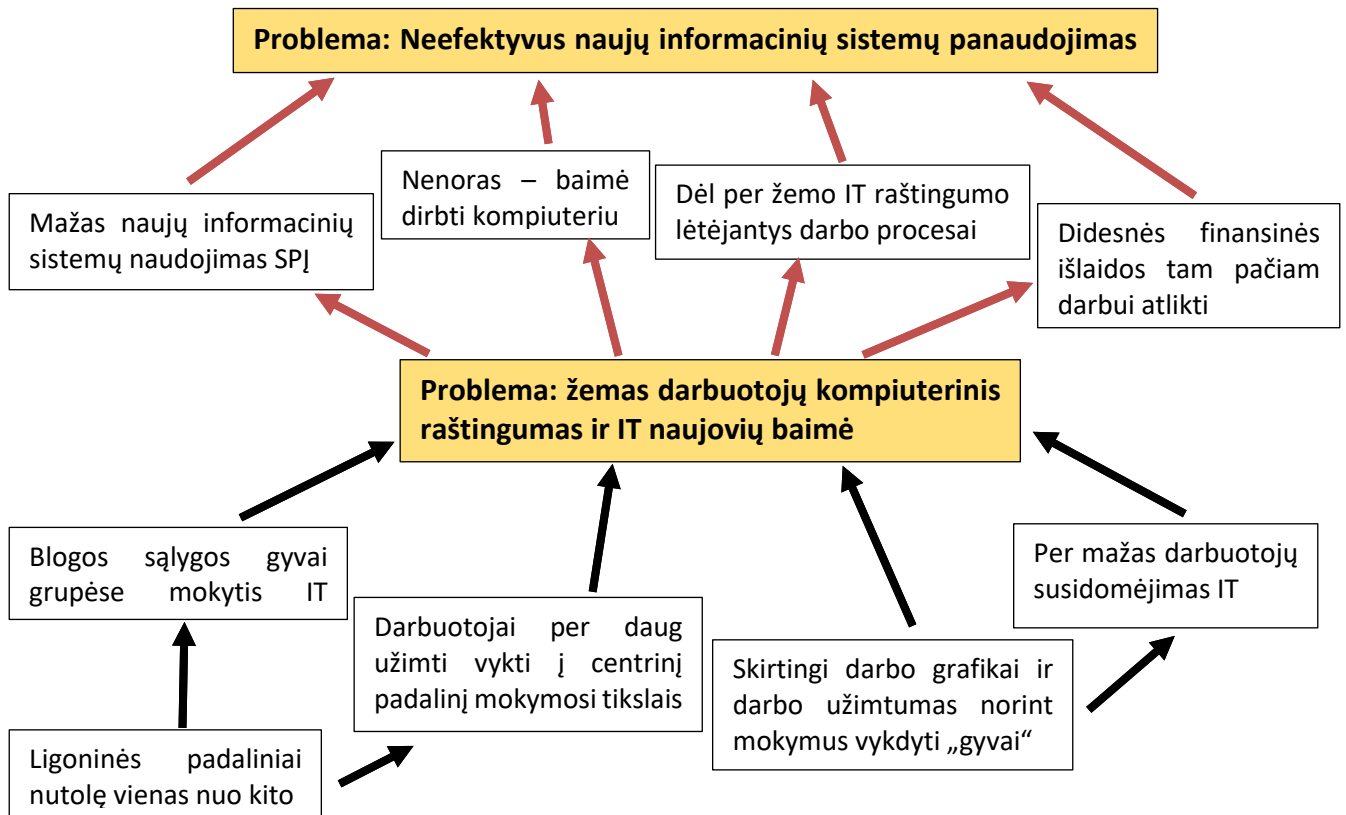 Problema: Neefektyvus naujų informacinių sistemų panaudojimas
Mažas naujų informacinių
sistemų naudojimas SPĮ
Nenoras – baimė
dirbti kompiuteriu
Dėl per žemo IT raštingumo
lėtėjantys darbo procesai
Didesnės finansinės
išlaidos tam pačiam
darbui atlikti
Problema: žemas darbuotojų kompiuterinis
raštingumas ir IT naujovių baimė
Blogos sąlygos gyvai
grupėse mokytis IT
Darbuotojai per daug
užimti vykti į centrinį
padalinį mokymosi tikslais
Skirtingi darbo grafikai ir
darbo užimtumas norint
mokymus vykdyti „gyvai“
Per mažas darbuotojų
susidomėjimas IT
Ligoninės padaliniai
nutolę vienas nuo kito